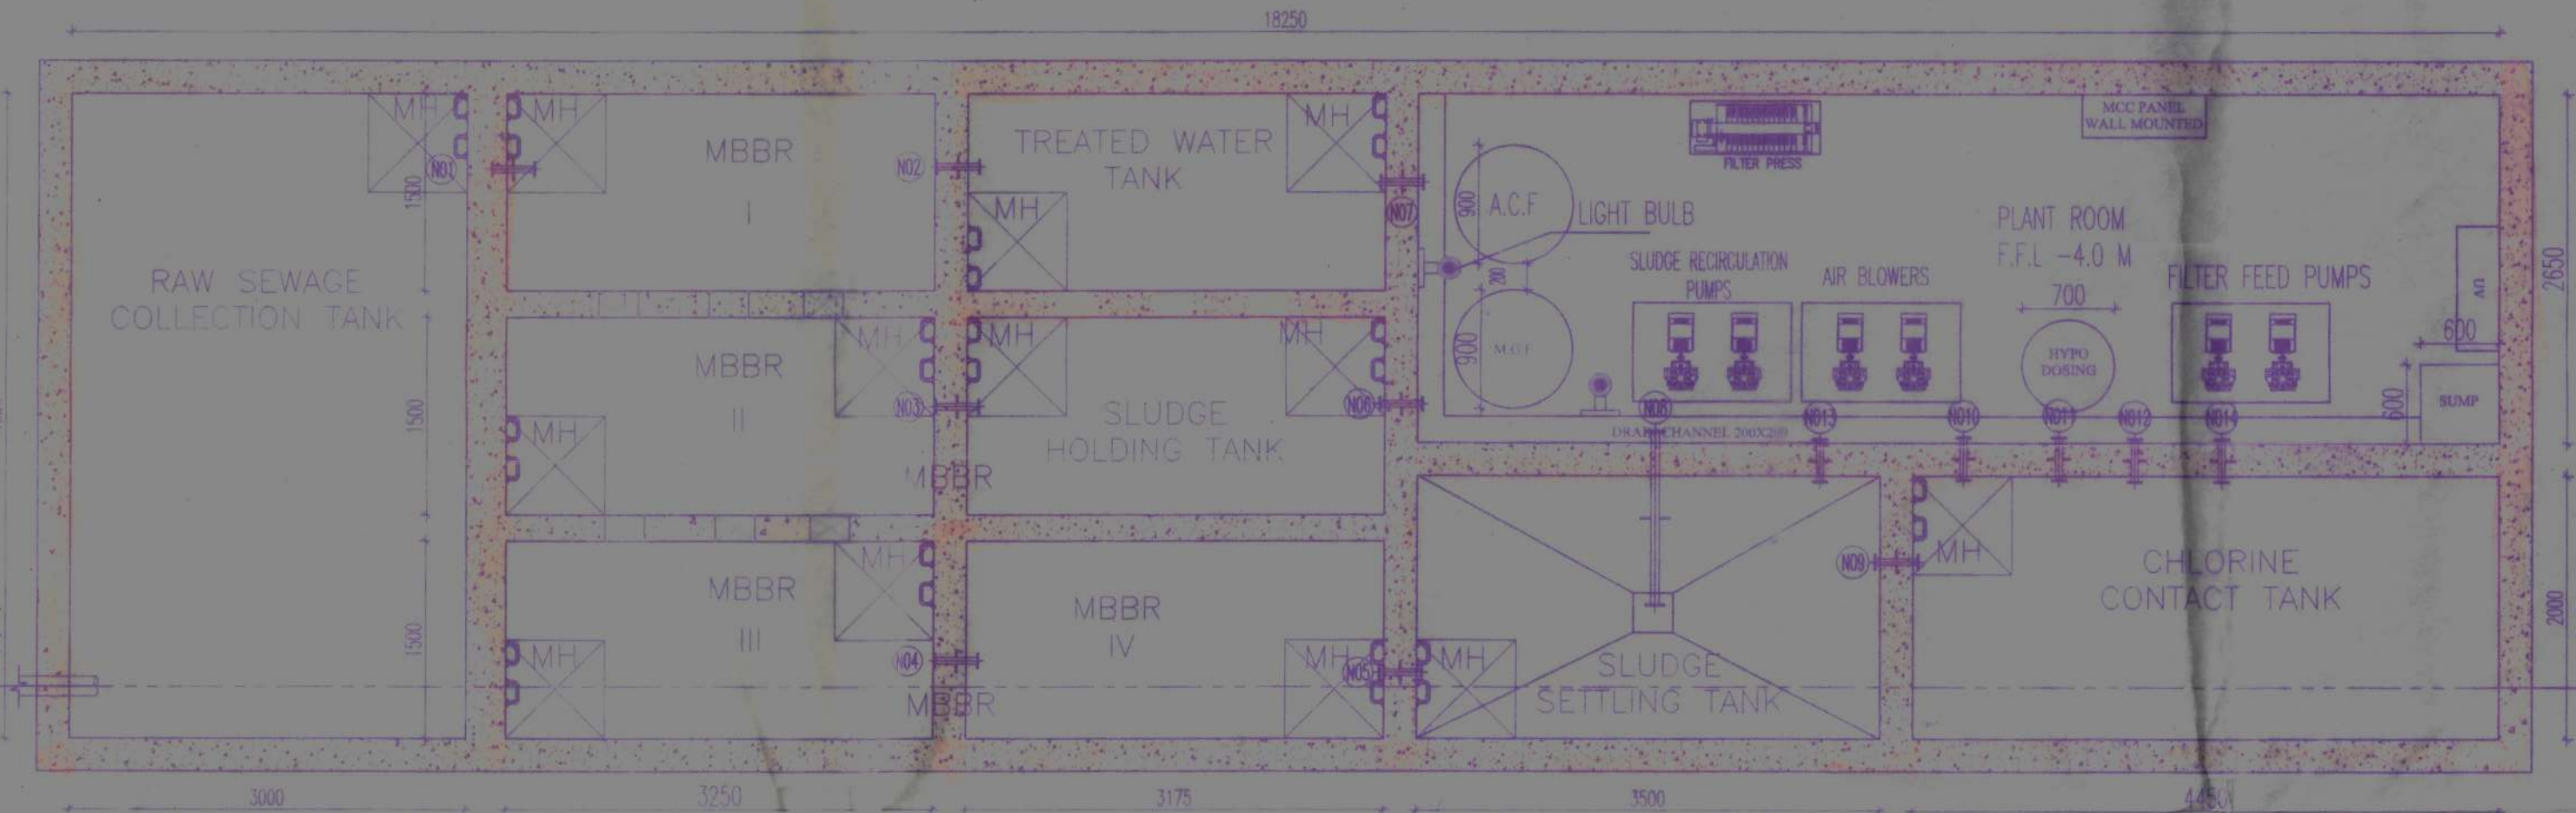 18250
MH
MH
MH
MCC PANEL
WALL MOUNTED
MBBR
I
TREATED WATER
TANK
FILTER PRESS
N01
N02
1500
MH
N07
900
A.C.F
LIGHT BULB
PLANT ROOM
F.F.L -4.0 M
RAW SEWAGE
COLLECTION TANK
200
SLUDGE RECIRCULATION
PUMPS
AIR BLOWERS
FILTER FEED PUMPS
2650
UV
700
600
MH
MH
MH
MBBR
II
900
M.G.F
HYPO
DOSING
600
SUMP
1500
MH
N03
SLUDGE
HOLDING TANK
N06
N08
N013
N010
N011
N012
N014
DRAIN CHANNEL 200X200
MBBR
MH
MBBR
III
MBBR
IV
N09
MH
CHLORINE
CONTACT TANK
2000
1500
MH
N04
MH
N05
MH
SLUDGE
SETTLING TANK
MBBR
3000
3250
3175
3500
4450